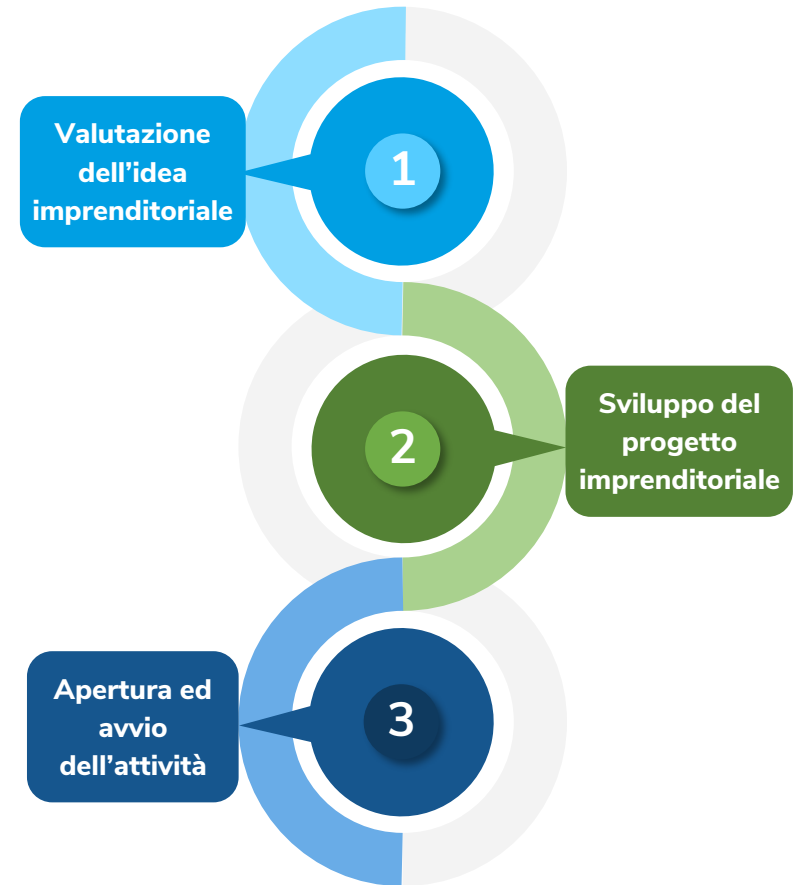 1
Valutazione
dell’idea
imprenditoriale
2
Sviluppo del
progetto
imprenditoriale
3
Apertura ed
avvio
dell’attività